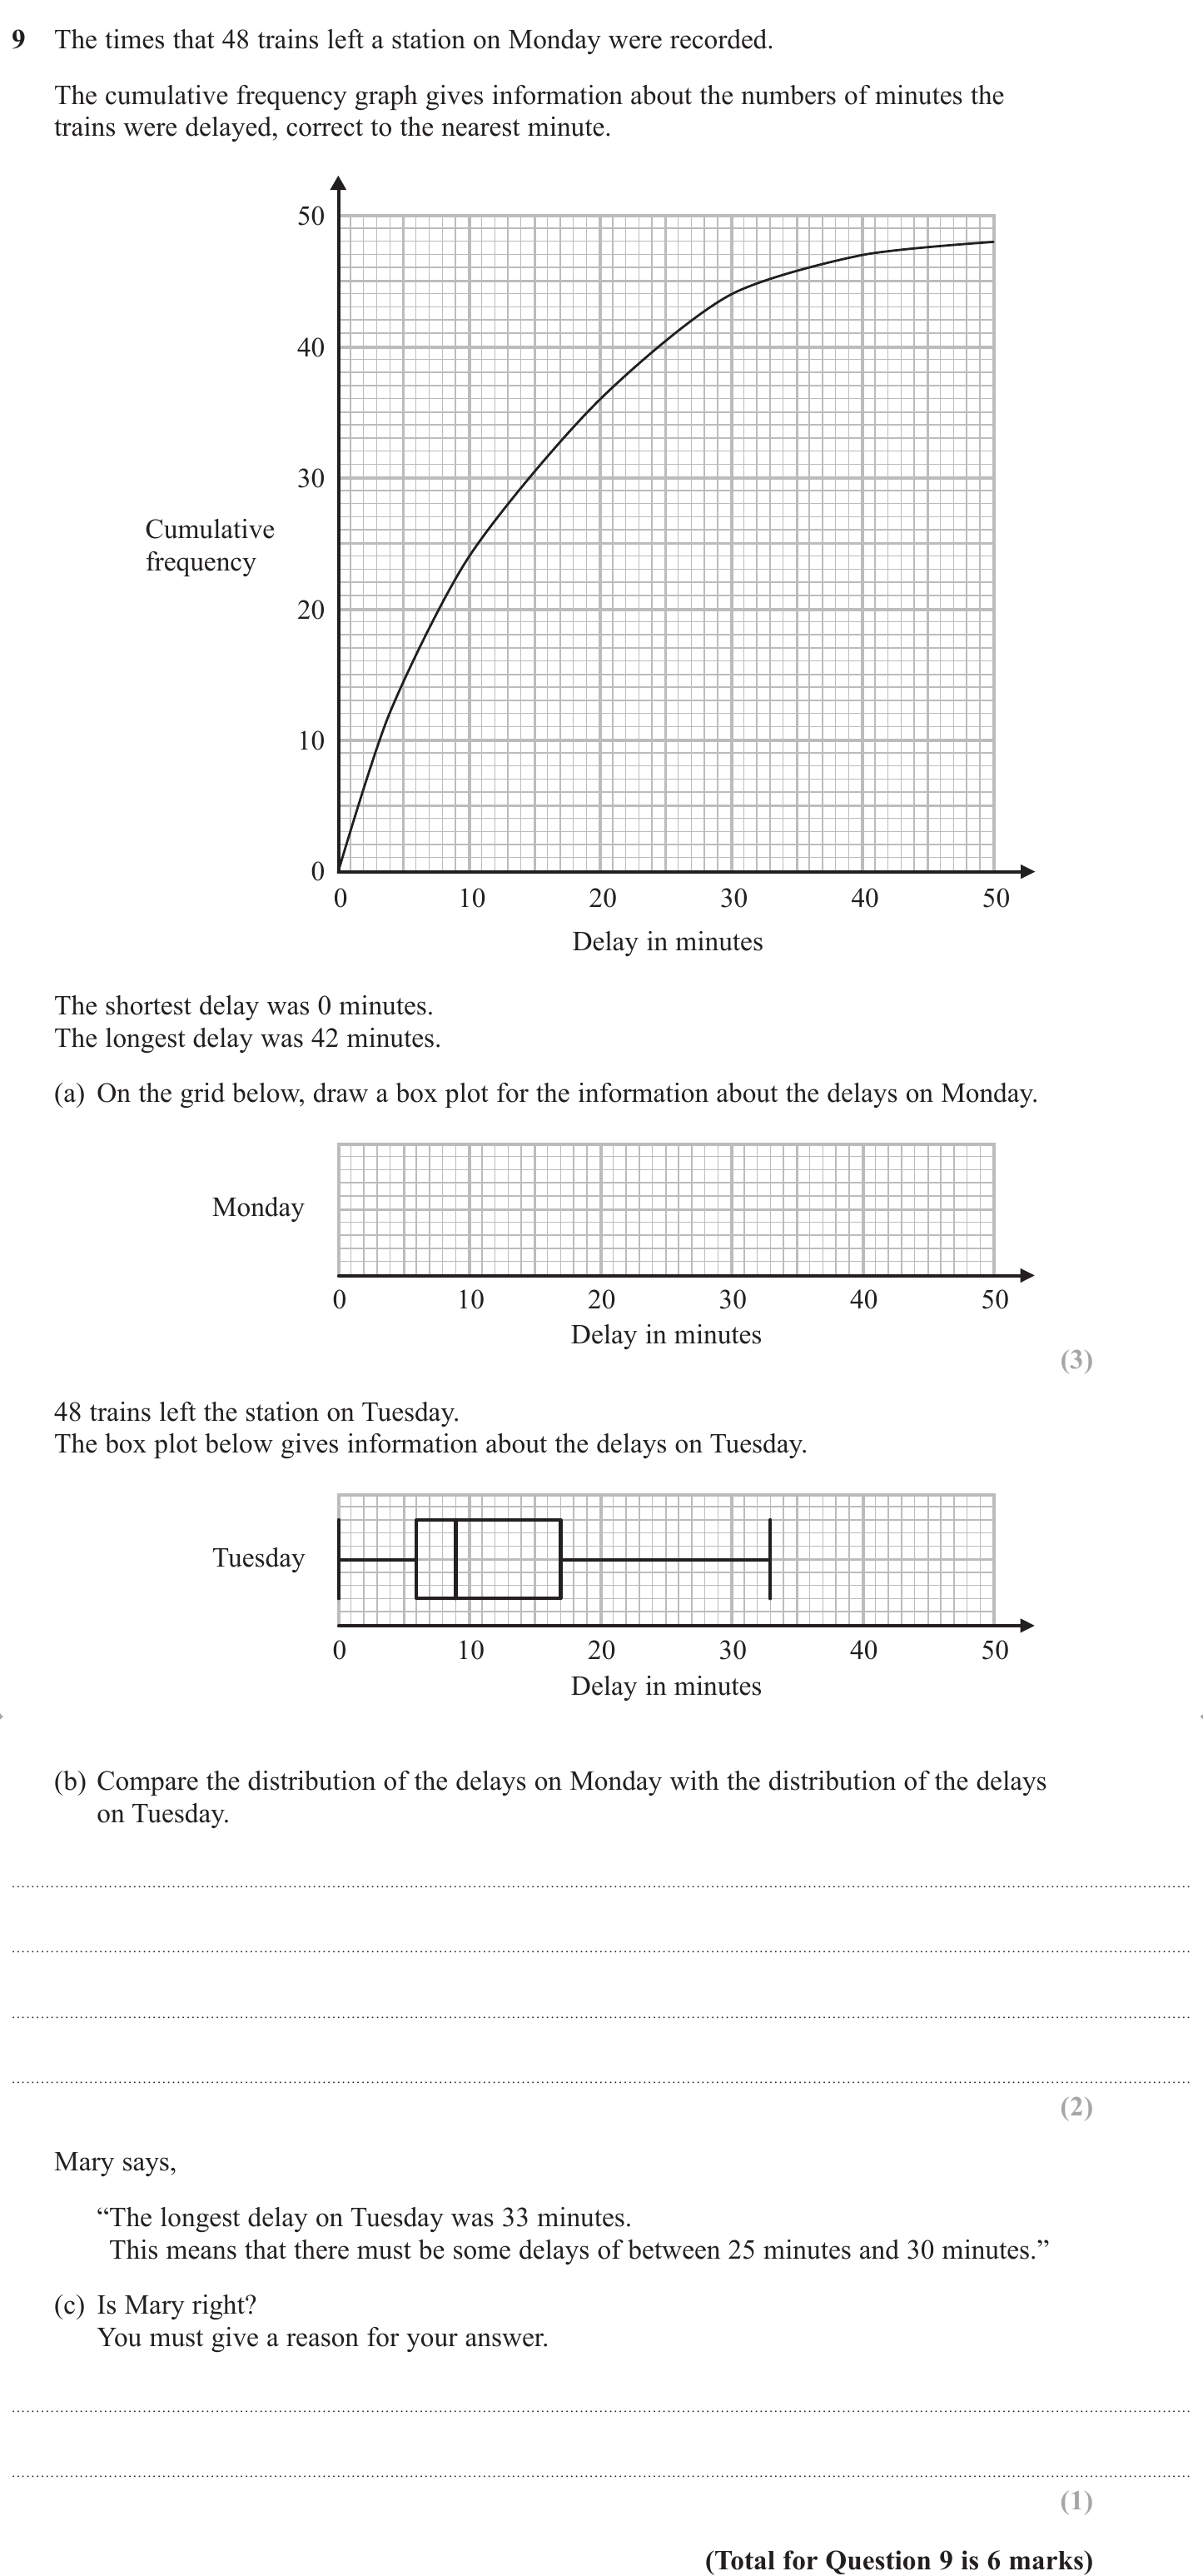 9 The times that 48 trains left a station on Monday were recorded.
The cumulative frequency graph gives information about the numbers of minutes the
trains were delayed, correct to the nearest minute.
50
40
30
Cumulative
frequency
20
10
0
0 10 20 30 40 50
Delay in minutes
The shortest delay was 0 minutes.
The longest delay was 42 minutes.
(a) On the grid below, draw a box plot for the information about the delays on Monday.
Monday
0 10 20 30 40 50
Delay in minutes
(3)
48 trains left the station on Tuesday.
The box plot below gives information about the delays on Tuesday.
Tuesday
0 10 20 30 40 50
Delay in minutes
(b) Compare the distribution of the delays on Monday with the distribution of the delays
on Tuesday.
(2)
Mary says,
“The longest delay on Tuesday was 33 minutes.
This means that there must be some delays of between 25 minutes and 30 minutes.”
(c) Is Mary right?
You must give a reason for your answer.
(1)
(Total for Question 9 is 6 marks)